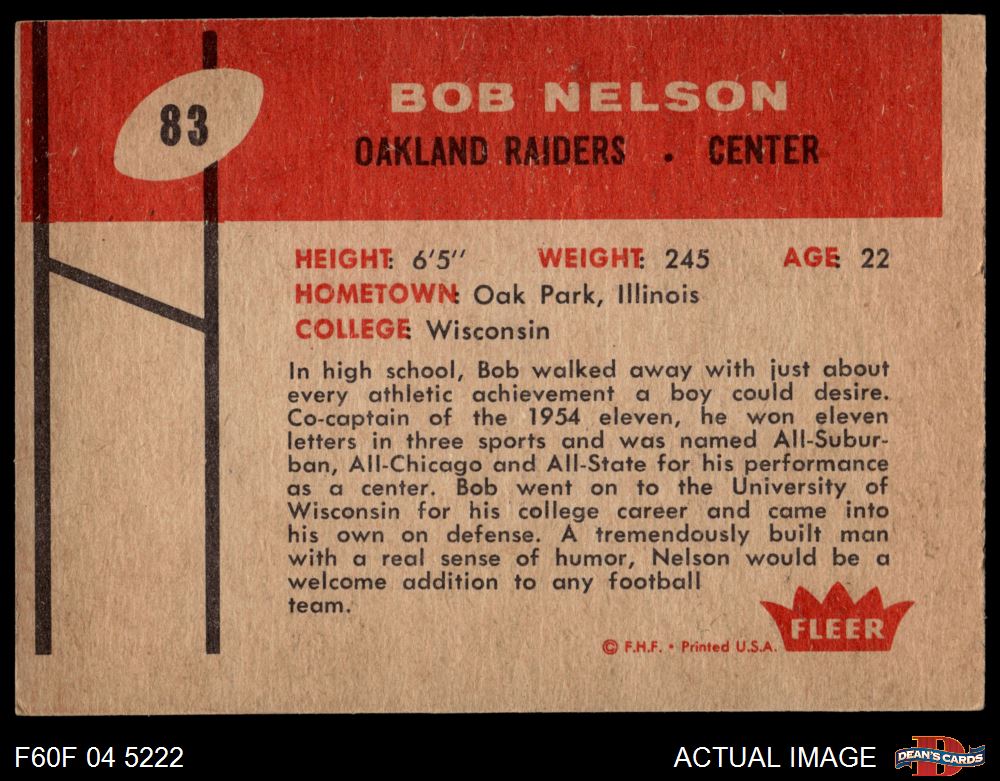 83
BOB NELSON
OAKLAND RAIDERS . CENTER
HEIGHT: 6'5" WEIGHT: 245 AGE: 22
HOMETOWN: Oak Park, Illinois
COLLEGE: Wisconsin
In high school, Bob walked away with just about
every athletic achievement a boy could desire.
Co-captain of the 1954 eleven, he won eleven
letters in three sports and was named All-Subur-
ban, All-Chicago and All-State for his performance
as a center. Bob went on to the University of
Wisconsin for his college career and came into
his own on defense. A tremendously built man
with a real sense of humor, Nelson would be a
welcome addition to any football
team.
FLEER
© F.H.F. • Printed U.S.A.
F60F 04 5222
ACTUAL IMAGE
D
DEAN'S CARDS